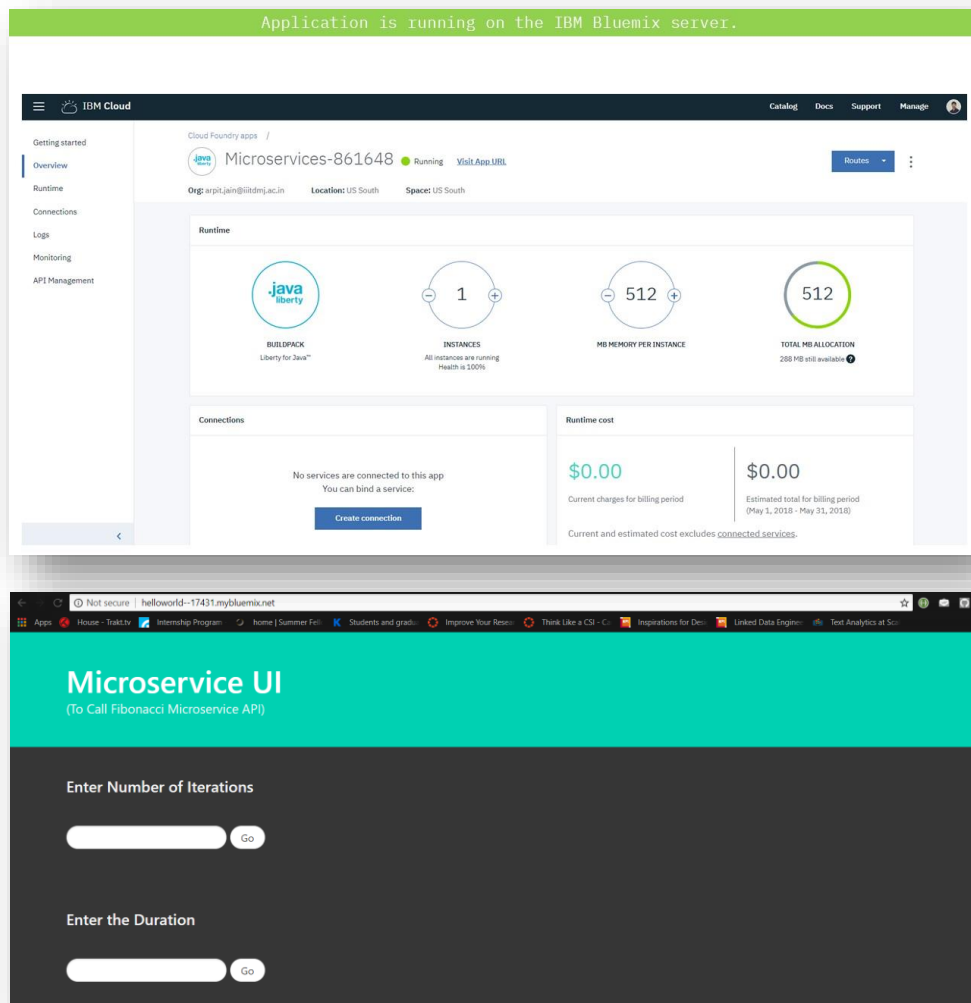 Application is running on the IBM Bluemix server.
IBM Cloud
Catalog Docs Support Manage
Getting started
Overview
Runtime
Connections
Logs
Monitoring
API Management
Cloud Foundry apps /
java liberty
Microservices-861648 Running Visit App URL
Routes
Org: arpit.jain@iiitdmj.ac.in Location: US South Space: US South
Runtime
.java
liberty
1
512
512
BUILDPACK
Liberty for Java™
INSTANCES
All instances are running
Health is 100%
MB MEMORY PER INSTANCE
TOTAL MB ALLOCATION
288 MB still available ?
Connections
No services are connected to this app
You can bind a service:
Create connection
Runtime cost
$0.00
Current charges for billing period
$0.00
Estimated total for billing period
(May 1, 2018 - May 31, 2018)
Current and estimated cost excludes connected services.
Not secure | helloworld--17431.mybluemix.net
Apps House - Trakt.tv Internship Program home | Summer Fell K Students and gradu Improve Your Resea Think Like a CSI - Ca Inspirations for Des Linked Data Enginee Text Analytics at Sca
Microservice UI
(To Call Fibonacci Microservice API)
Enter Number of Iterations
Go
Enter the Duration
Go